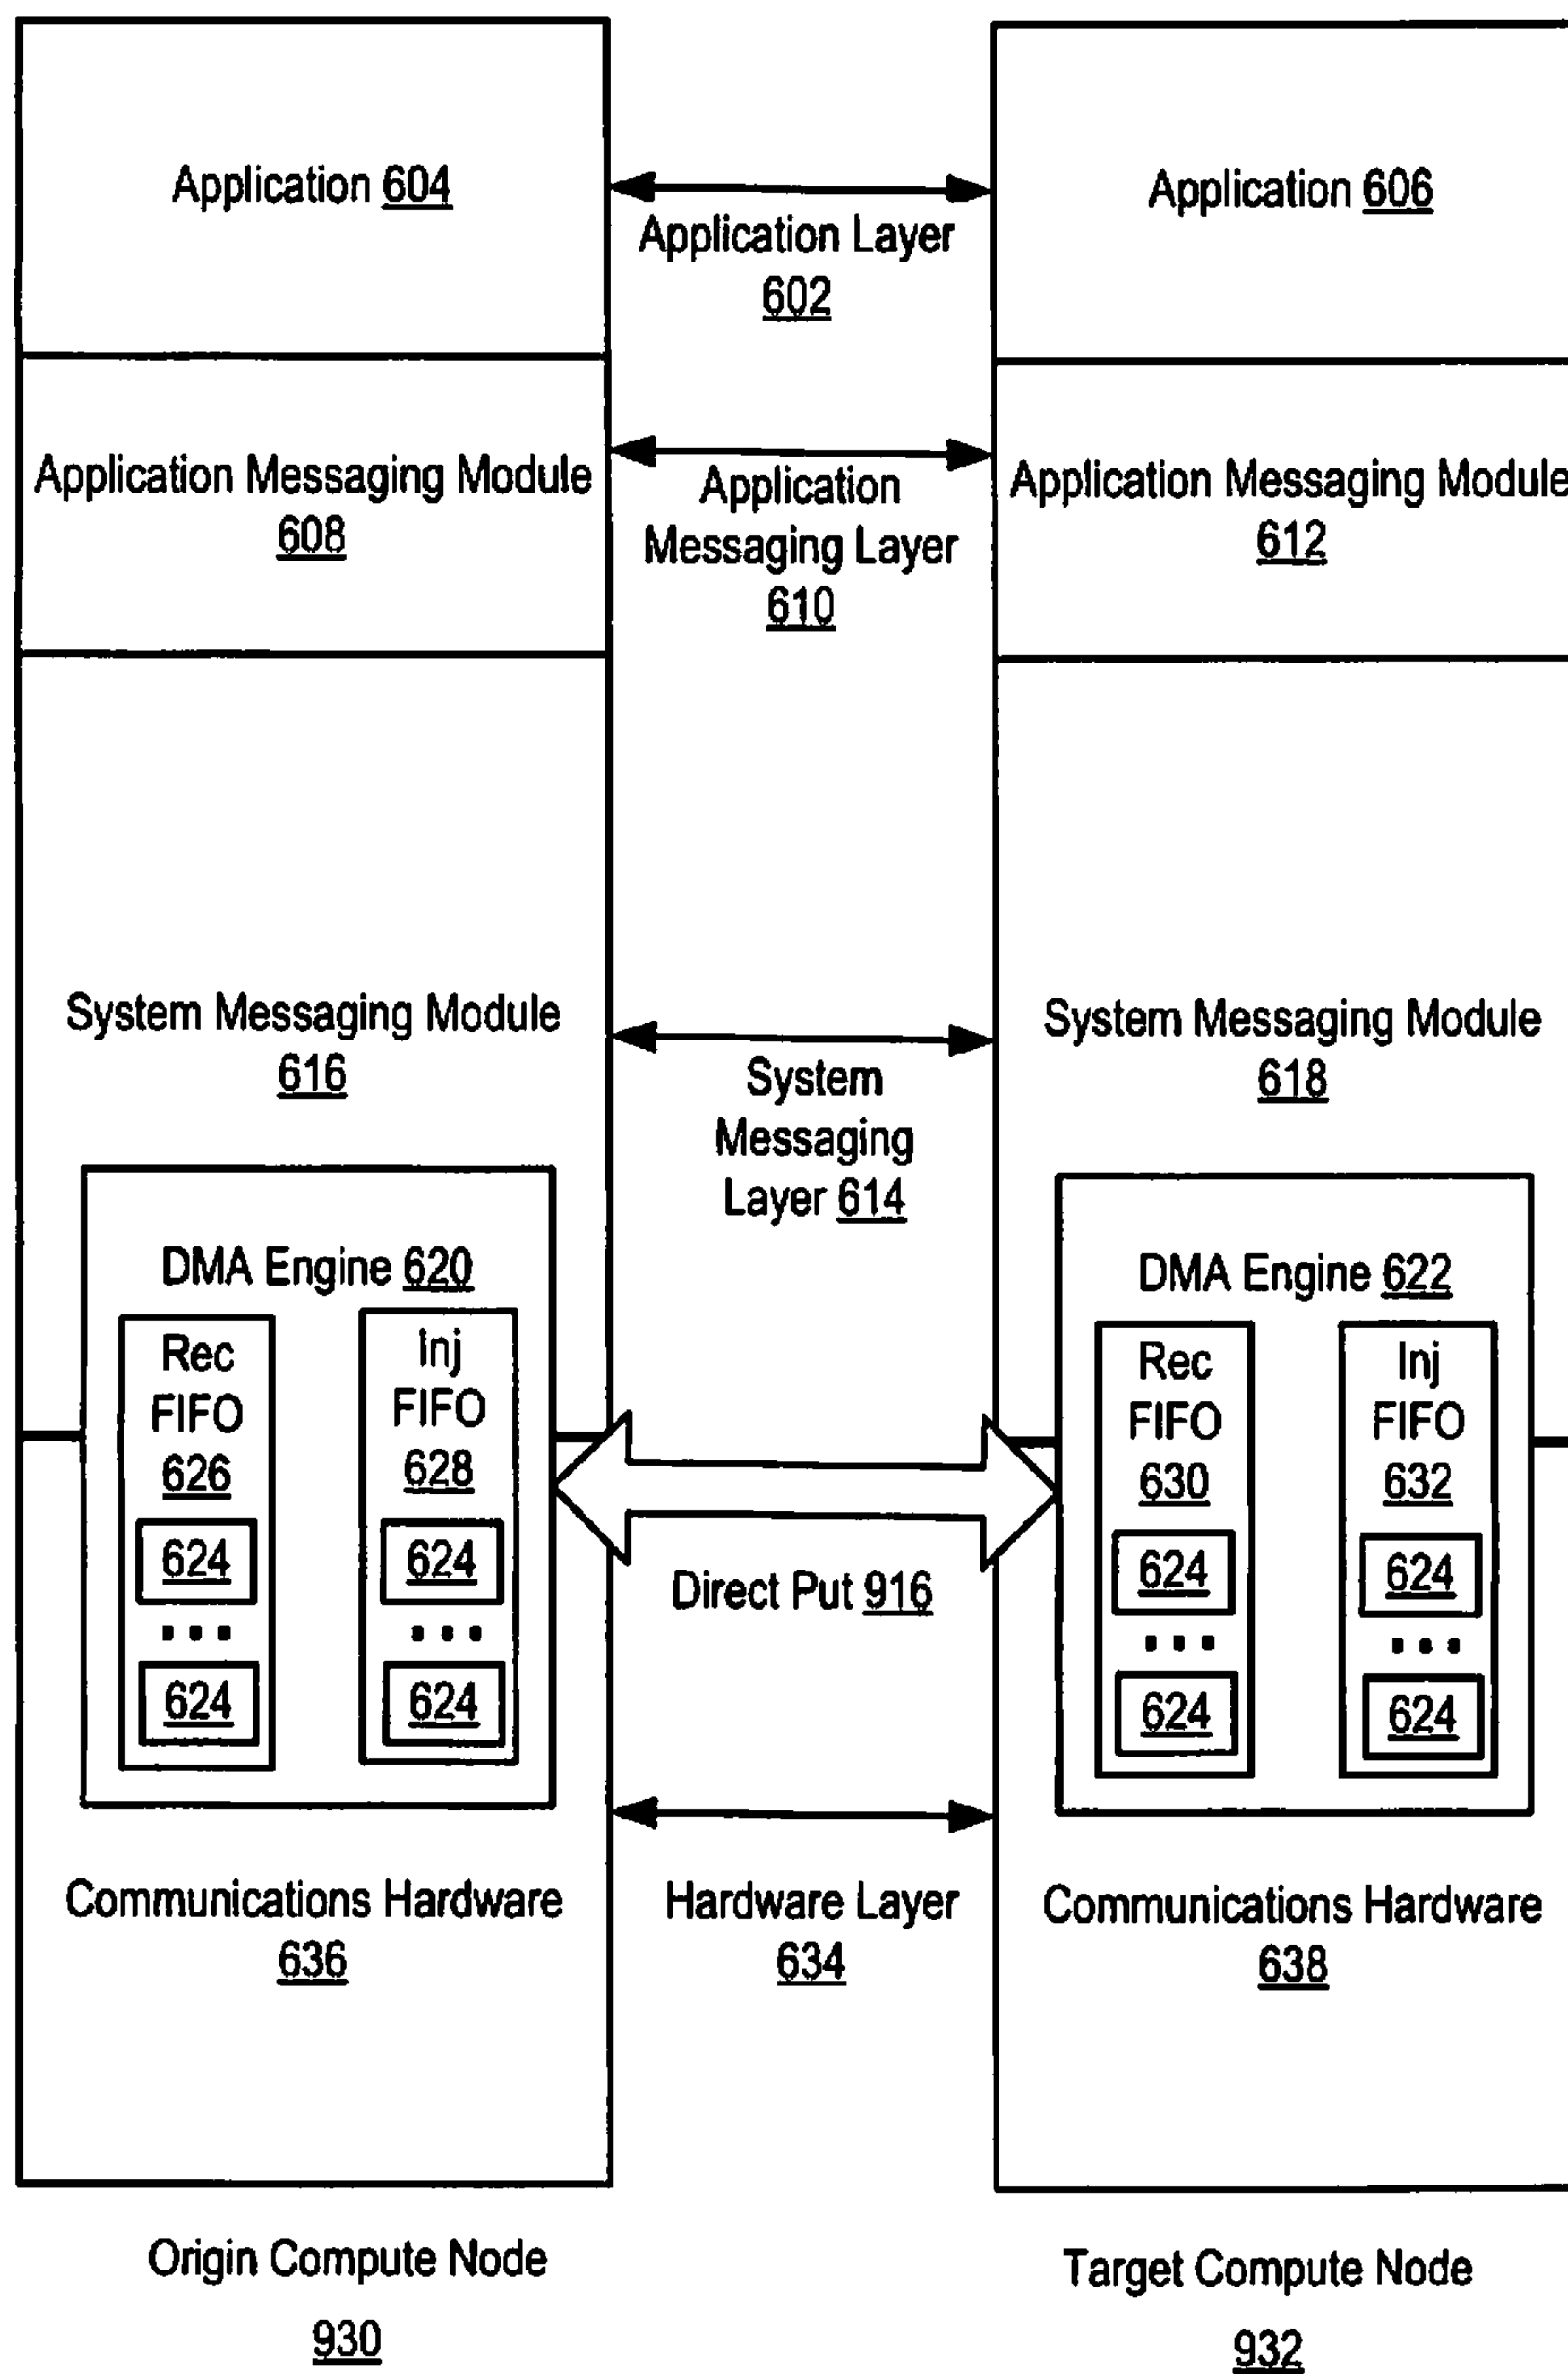 Application 604
Application Layer
602
Application 606
Application Messaging Module
608
Application
Messaging Layer
610
Application Messaging Module
612
System Messaging Module
616
System
Messaging
Layer 614
System Messaging Module
618
DMA Engine 620
Rec
FIFO
626
624
...
624
Inj
FIFO
628
624
...
624
Direct Put 916
DMA Engine 622
Rec
FIFO
630
624
...
624
Inj
FIFO
632
624
...
624
Communications Hardware
636
Hardware Layer
634
Communications Hardware
638
Origin Compute Node
930
Target Compute Node
932